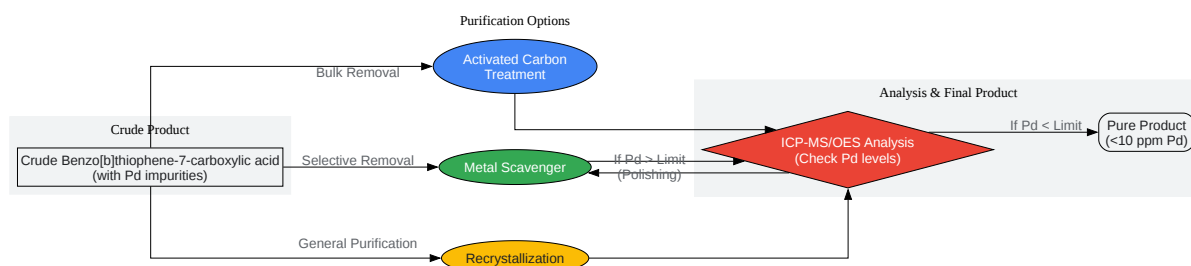 Purification Options
Activated Carbon
Treatment
Bulk Removal
Crude Product
Crude Benzo[b]thiophene-7-carboxylic acid
(with Pd impurities)
Selective Removal
Metal Scavenger
If Pd > Limit
(Polishing)
General Purification
Recrystallization
Analysis & Final Product
ICP-MS/OES Analysis
(Check Pd levels)
If Pd < Limit
Pure Product
(<10 ppm Pd)